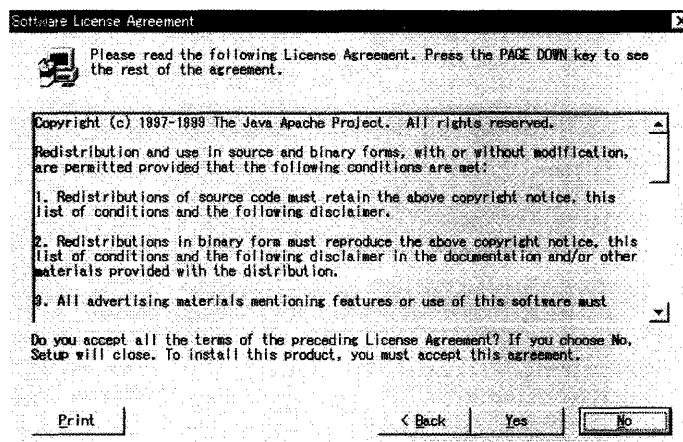 Software License Agreement
Please read the following License Agreement. Press the PAGE DOWN key to see
the rest of the agreement.
Copyright (c) 1997-1999 The Java Apache Project. All rights reserved.
Redistribution and use in source and binary forms, with or without modification,
are permitted provided that the following conditions are met:
1. Redistributions of source code must retain the above copyright notice, this
list of conditions and the following disclaimer.
2. Redistributions in binary form must reproduce the above copyright notice, this
list of conditions and the following disclaimer in the documentation and/or other
materials provided with the distribution.
3. All advertising materials mentioning features or use of this software must
Do you accept all the terms of the preceding License Agreement? If you choose No,
Setup will close. To install this product, you must accept this agreement.
Print < Back Yes No